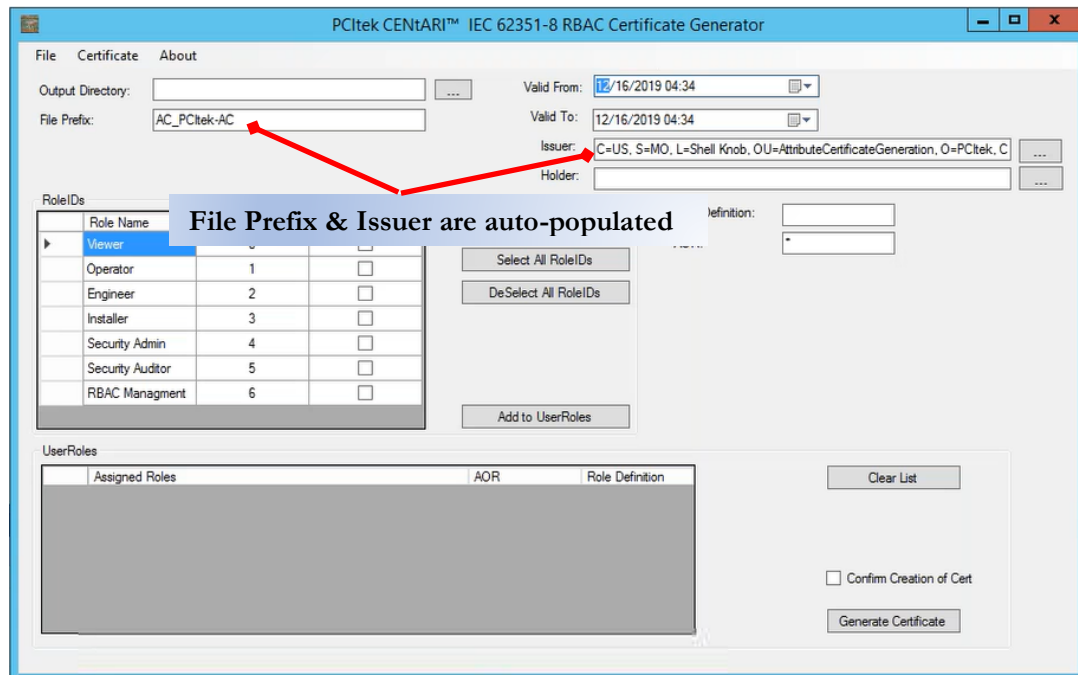 PCItek CENtARI™ IEC 62351-8 RBAC Certificate Generator
File Certificate About
Output Directory: ... Valid From: 12/16/2019 04:34
File Prefix: AC_PCItek-AC Valid To: 12/16/2019 04:34
Issuer: C=US, S=MO, L=Shell Knob, OU=AttributeCertificateGeneration, O=PCItek, C ...
Holder: ...
RoleIDs
File Prefix & Issuer are auto-populated
Definition:
Role Name
*
Viewer
Select All RoleIDs
Operator 1
Engineer 2 DeSelect All RoleIDs
Installer 3
Security Admin 4
Security Auditor 5
RBAC Managment 6
Add to UserRoles
UserRoles
Assigned Roles AOR Role Definition Clear List
Confirm Creation of Cert
Generate Certificate